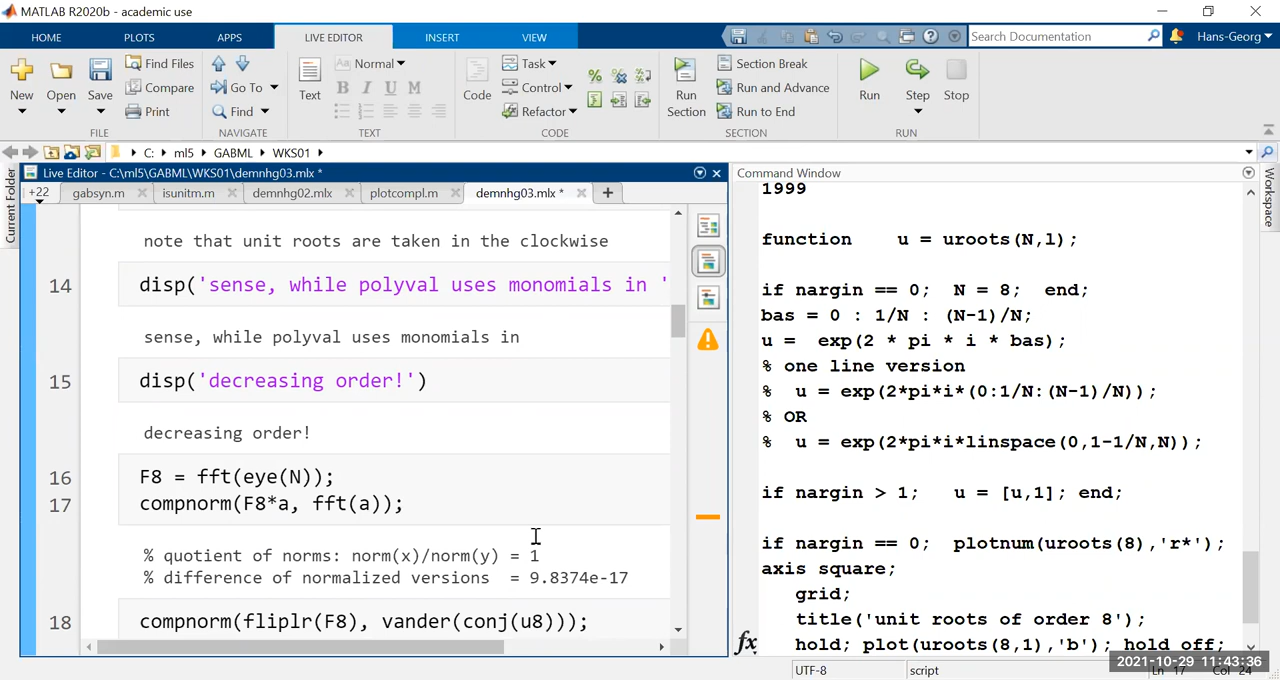 MATLAB R2020b - academic use
HOME PLOTS APPS LIVE EDITOR INSERT VIEW Search Documentation Hans-Georg
New Open Save Find Files Compare Print Go To Find Text Aa Normal B I U M Code Task Control Refactor Run Section Section Break Run and Advance Run to End Run Step Stop
FILE NAVIGATE TEXT CODE SECTION RUN
C: ml5 GABML WKS01
Current Folder
Live Editor - C:\ml5\GABML\WKS01\demnhg03.mlx *
+22 gabsyn.m isunitm.m demnhg02.mlx plotcompl.m demnhg03.mlx * +
note that unit roots are taken in the clockwise
14 disp('sense, while polyval uses monomials in '
sense, while polyval uses monomials in
15 disp('decreasing order!')
decreasing order!
16 F8 = fft(eye(N));
17 compnorm(F8*a, fft(a));
% quotient of norms: norm(x)/norm(y) = 1
% difference of normalized versions = 9.8374e-17
18 compnorm(fliplr(F8), vander(conj(u8)));
Command Window
Workspace
1999
function u = uroots(N,l);
if nargin == 0; N = 8; end;
bas = 0 : 1/N : (N-1)/N;
u = exp(2 * pi * i * bas);
% one line version
% u = exp(2*pi*i*(0:1/N:(N-1)/N));
% OR
% u = exp(2*pi*i*linspace(0,1-1/N,N));
if nargin > 1; u = [u,1]; end;
if nargin == 0; plotnum(uroots(8),'r*');
axis square;
grid;
title('unit roots of order 8');
fx hold; plot(uroots(8,1),'b'); hold off;
2021-10-29 11:43:36
UTF-8 script Ln 17 Col 24